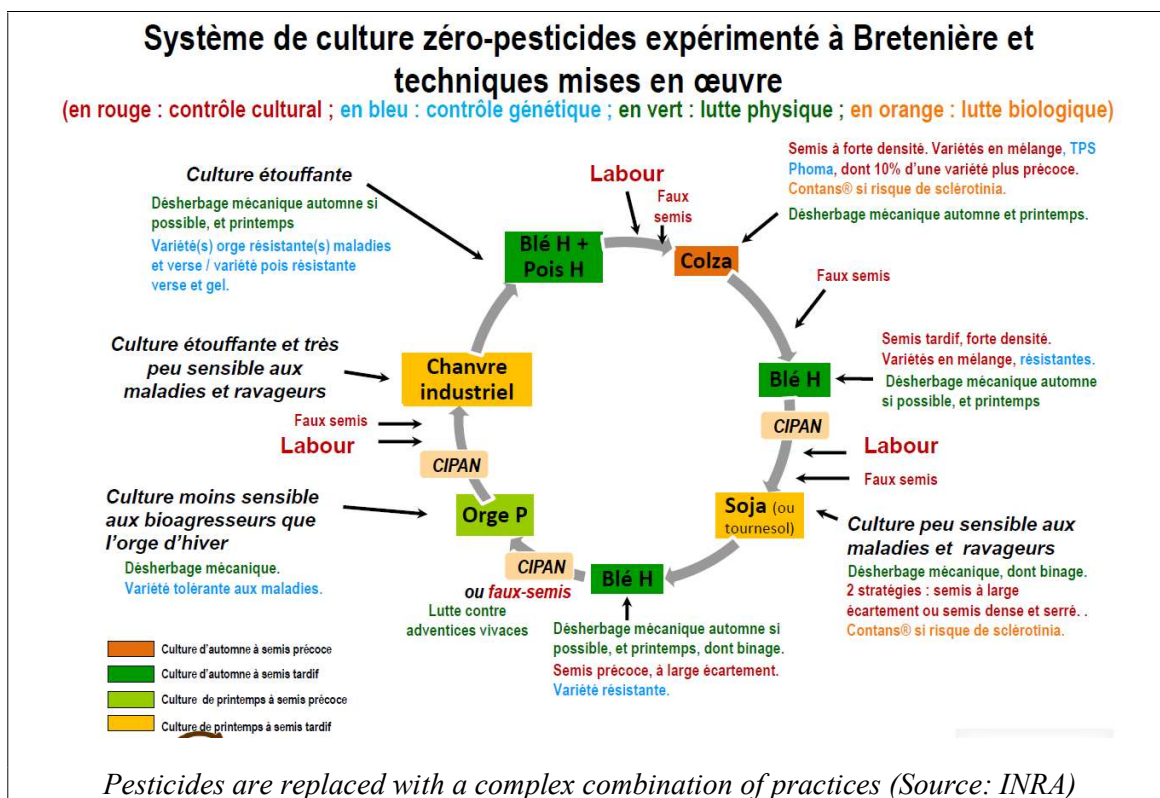 Système de culture zéro-pesticides expérimenté à Bretenière et
techniques mises en œuvre
(en rouge : contrôle cultural ; en bleu : contrôle génétique ; en vert : lutte physique ; en orange : lutte biologique)
Semis à forte densité. Variétés en mélange, TPS
Phoma, dont 10% d'une variété plus précoce.
Contans® si risque de sclérotinia.
Désherbage mécanique automne et printemps.
Labour
Faux
semis
Culture étouffante
Désherbage mécanique automne si
possible, et printemps
Variété(s) orge résistante(s) maladies
et verse / variété pois résistante
verse et gel.
Blé H +
Pois H
Colza
Faux semis
Semis tardif, forte densité.
Variétés en mélange, résistantes.
Désherbage mécanique automne
si possible, et printemps
Blé H
CIPAN
Labour
Faux semis
Culture étouffante et très
peu sensible aux
maladies et ravageurs
Chanvre
industriel
Faux semis
Labour
CIPAN
Soja (ou
tournesol)
Culture peu sensible aux
maladies et ravageurs
Désherbage mécanique, dont binage.
2 stratégies : semis à large
écartement ou semis dense et serré. .
Contans® si risque de sclérotinia.
Culture moins sensible
aux bioagresseurs que
l'orge d'hiver
Désherbage mécanique.
Variété tolérante aux maladies.
Orge P
CIPAN
ou faux-semis
Lutte contre
adventices vivaces
Blé H
Désherbage mécanique automne si
possible, et printemps, dont binage.
Semis précoce, à large écartement.
Variété résistante.
Culture d'automne à semis précoce
Culture d'automne à semis tardif
Culture de printemps à semis précoce
Culture de printemps à semis tardif
Pesticides are replaced with a complex combination of practices (Source: INRA)